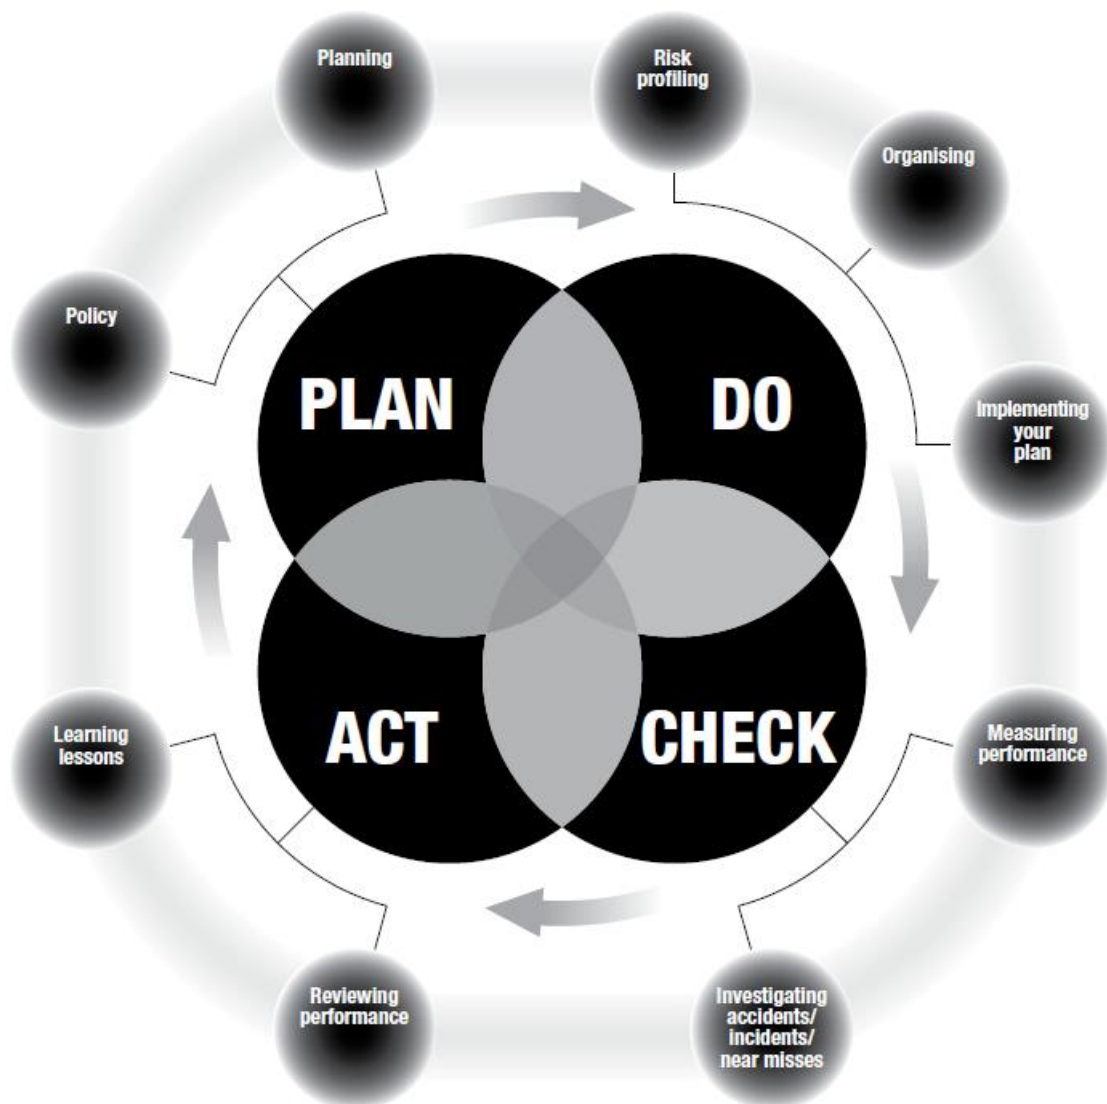 Planning
Risk
profiling
Organising
Policy
PLAN
DO
Implementing
your
plan
Learning
lessons
ACT
CHECK
Measuring
performance
Reviewing
performance
Investigating
accidents/
incidents/
near misses